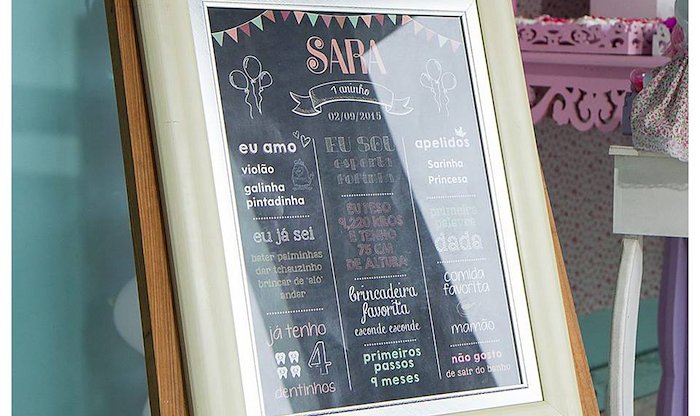 SARA
1 aninho
02/09/2015
eu amo
violão
galinha
pintadinha
eu já sei
bater palminhas
dar tchauzinho
brincar de 'alô'
andar
já tenho
4
dentinhos
EU SOU
esperta
fofinha
EU PESO
9,220 KILOS
E TENHO
75 CM
DE ALTURA
Brincadeira
favorita
esconde esconde
primeiros
passos
9 meses
apelidos
Sarinha
Princesa
primeira
palavra
dada
comida
favorita
mamão
não gosto
de sair do banho